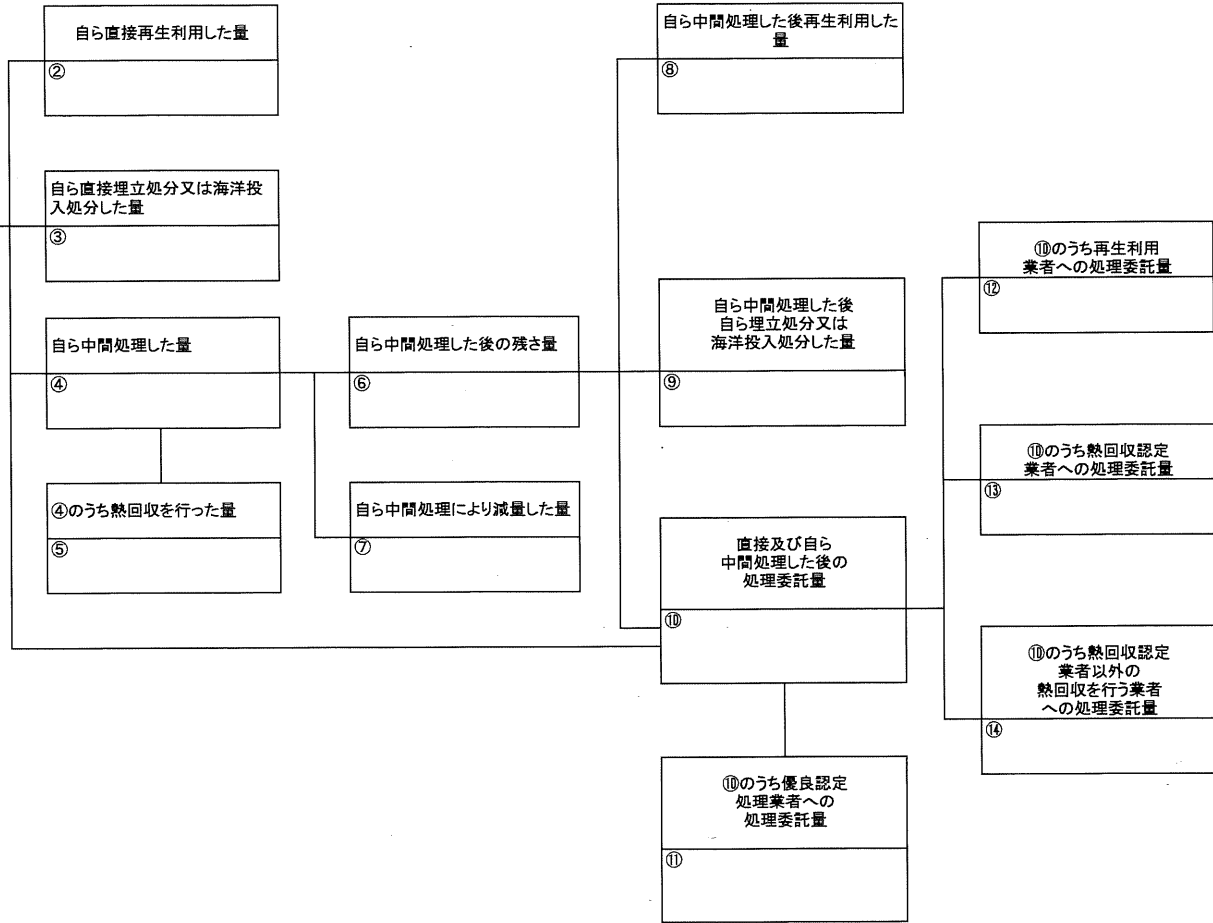 自ら直接再生利用した量
②
自ら直接埋立処分又は海洋投
入処分した量
③
自ら中間処理した量
④
④のうち熱回収を行った量
⑤
自ら中間処理した後の残さ量
⑥
自ら中間処理により減量した量
⑦
自ら中間処理した後再生利用した
量
⑧
自ら中間処理した後
自ら埋立処分又は
海洋投入処分した量
⑨
直接及び自ら
中間処理した後の
処理委託量
⑩
⑩のうち優良認定
処理業者への
処理委託量
⑪
⑩のうち再生利用
業者への処理委託量
⑫
⑩のうち熱回収認定
業者への処理委託量
⑬
⑩のうち熱回収認定
業者以外の
熱回収を行う業者
への処理委託量
⑭